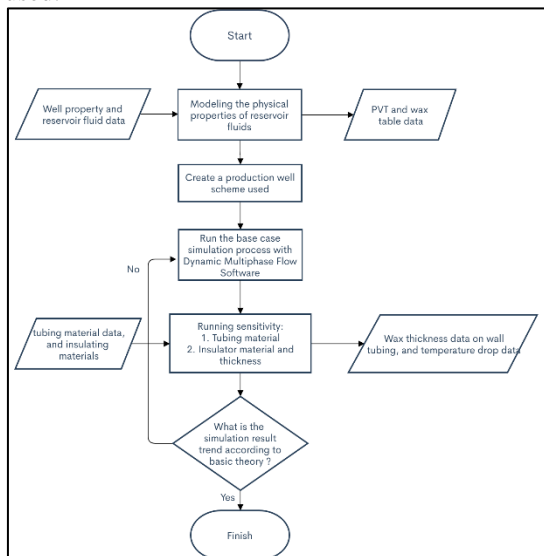 Start
Well property and
reservoir fluid data
Modeling the physical
properties of reservoir
fluids
PVT and wax
table data
Create a production well
scheme used
Run the base case
simulation process with
Dynamic Multiphase Flow
Software
No
tubing material data,
and insulating
materials
Running sensitivity:
1. Tubing material
2. Insulator material and
thickness
Wax thickness data on wall
tubing, and temperature drop data
What is the
simulation result
trend according to
basic theory ?
Yes
Finish